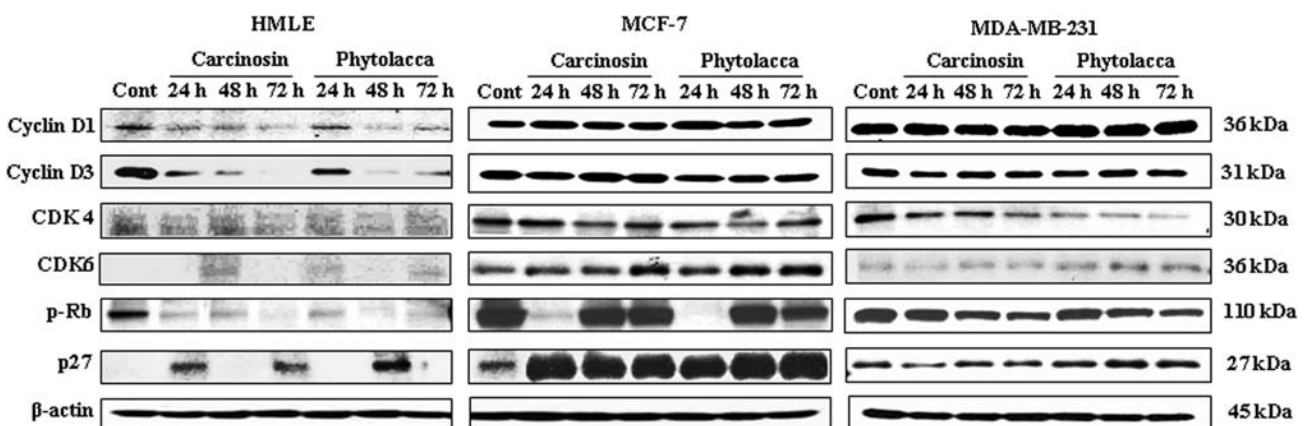 HMLE MCF-7 MDA-MB-231
Carcinosin Phytolacca Carcinosin Phytolacca Carcinosin Phytolacca
Cont 24 h 48 h 72 h 24 h 48 h 72 h Cont 24 h 48 h 72 h 24 h 48 h 72 h Cont 24 h 48 h 72 h 24 h 48 h 72 h
Cyclin D1 36 kDa
Cyclin D3 31 kDa
CDK 4 30 kDa
CDK6 36 kDa
p-Rb 110 kDa
p27 27 kDa
β-actin 45 kDa